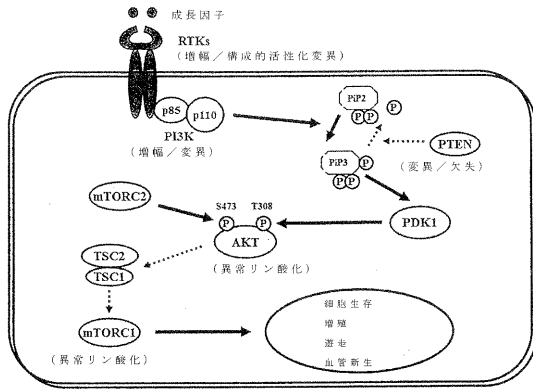 成長因子
RTKs
(増幅/構成的活性化変異)
p85
p110
PI3K
(増幅/変異)
PiP2
P
P
P
PTEN
(変異/欠失)
PiP3
P
P
P
mTORC2
S473
T308
P
P
AKT
(異常リン酸化)
PDK1
TSC2
TSC1
mTORC1
(異常リン酸化)
細胞生存
増殖
遊走
血管新生